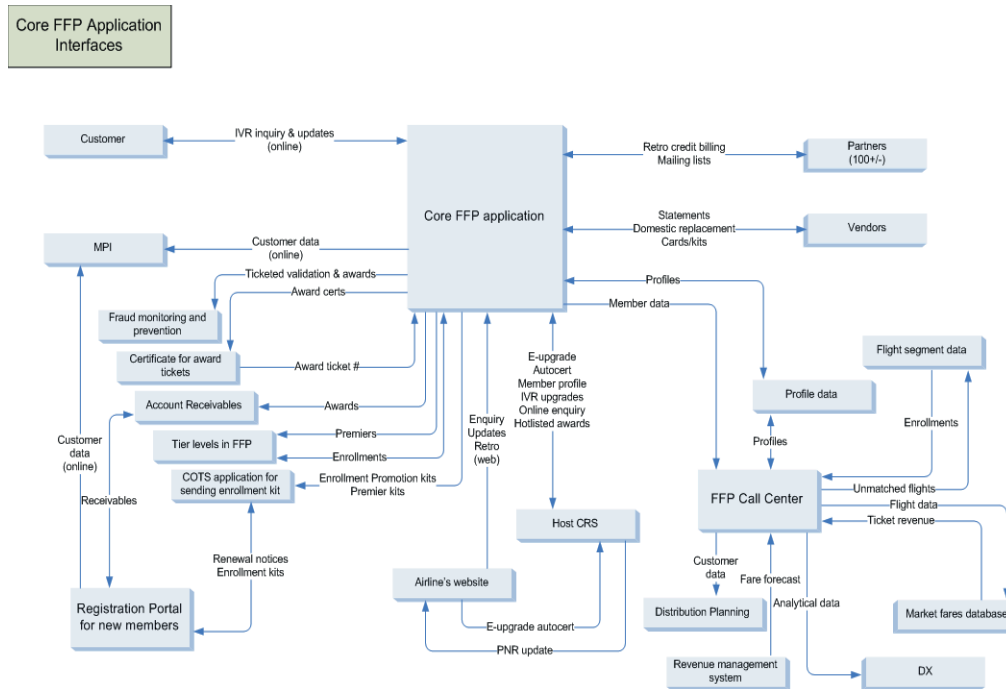 Core FFP Application
Interfaces
Customer
IVR inquiry & updates
(online)
Core FFP application
Retro credit billing
Mailing lists
Partners
(100+/-)
Statements
Domestic replacement
Cards/kits
Vendors
MPI
Customer data
(online)
Ticketed validation & awards
Award certs
Profiles
Member data
Fraud monitoring and
prevention
Certificate for award
tickets
Award ticket #
E-upgrade
Autocert
Member profile
IVR upgrades
Online enquiry
Hotlisted awards
Flight segment data
Profile data
Account Receivables
Awards
Enquiry
Updates
Retro
(web)
Enrollments
Customer
data
(online)
Tier levels in FFP
Premiers
Enrollments
Profiles
COTS application for
sending enrollment kit
Enrollment Promotion kits
Premier kits
Receivables
FFP Call Center
Unmatched flights
Flight data
Ticket revenue
Host CRS
Renewal notices
Enrollment kits
Customer
data
Fare forecast
Analytical data
Airline's website
Registration Portal
for new members
E-upgrade autocert
PNR update
Distribution Planning
Market fares database
Revenue management
system
DX